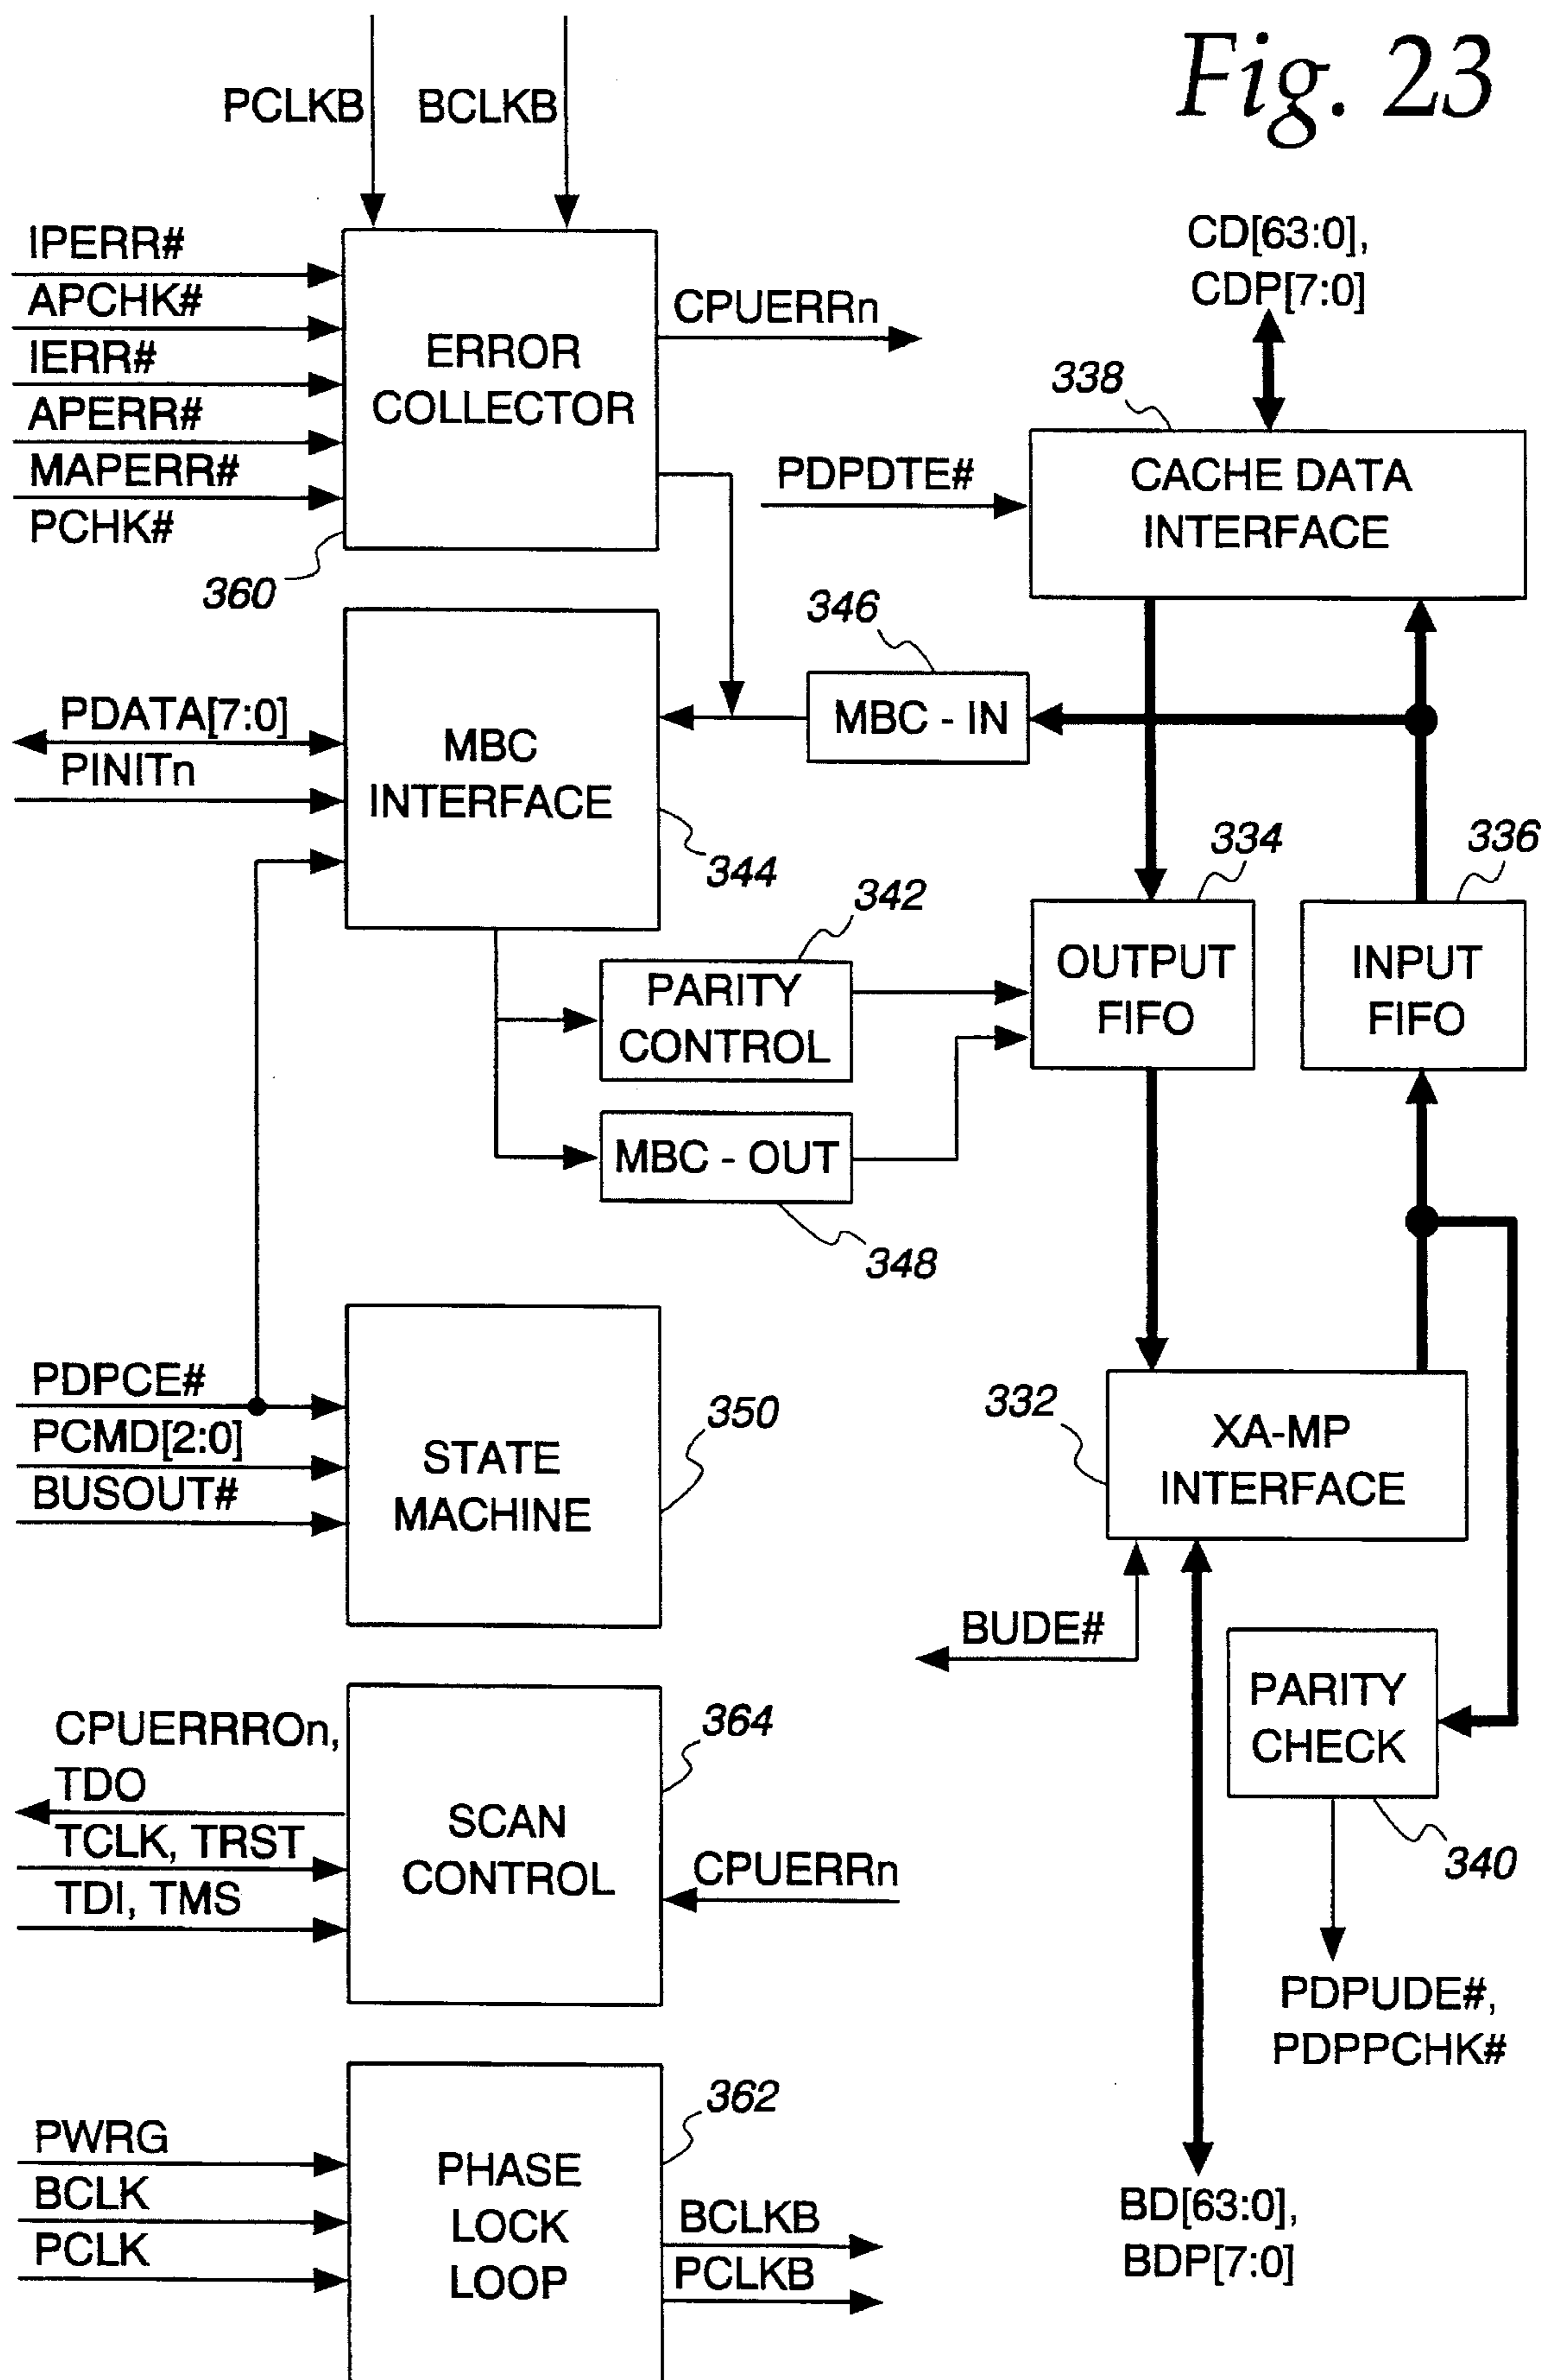 Fig. 23
PCLKB
BCLKB
IPERR#
APCHK#
IERR#
APERR#
MAPERR#
PCHK#
ERROR
COLLECTOR
CPUERRn
360
CD[63:0],
CDP[7:0]
338
PDPDTE#
CACHE DATA
INTERFACE
346
MBC - IN
PDATA[7:0]
PINITn
MBC
INTERFACE
344
342
PARITY
CONTROL
MBC - OUT
348
334
OUTPUT
FIFO
336
INPUT
FIFO
PDPCE#
PCMD[2:0]
BUSOUT#
STATE
MACHINE
350
332
XA-MP
INTERFACE
BUDE#
PARITY
CHECK
340
PDPUDE#,
PDPPCHK#
CPUERRROn,
TDO
TCLK, TRST
TDI, TMS
SCAN
CONTROL
364
CPUERRn
PWRG
BCLK
PCLK
PHASE
LOCK
LOOP
362
BCLKB
PCLKB
BD[63:0],
BDP[7:0]